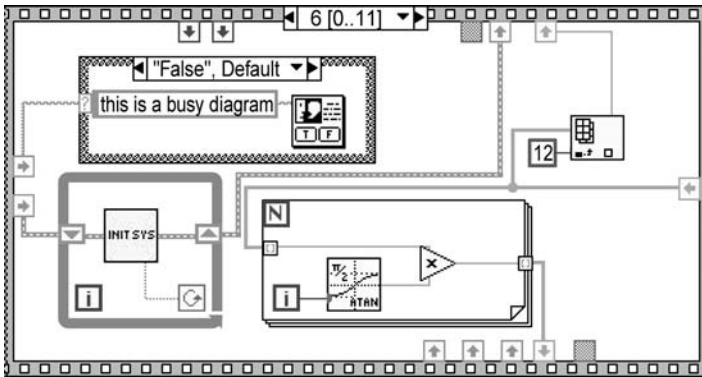 6 [0..11]
"False", Default
?
this is a busy diagram
T F
12
INIT SYS
i
N
i
π/2
ATAN
x